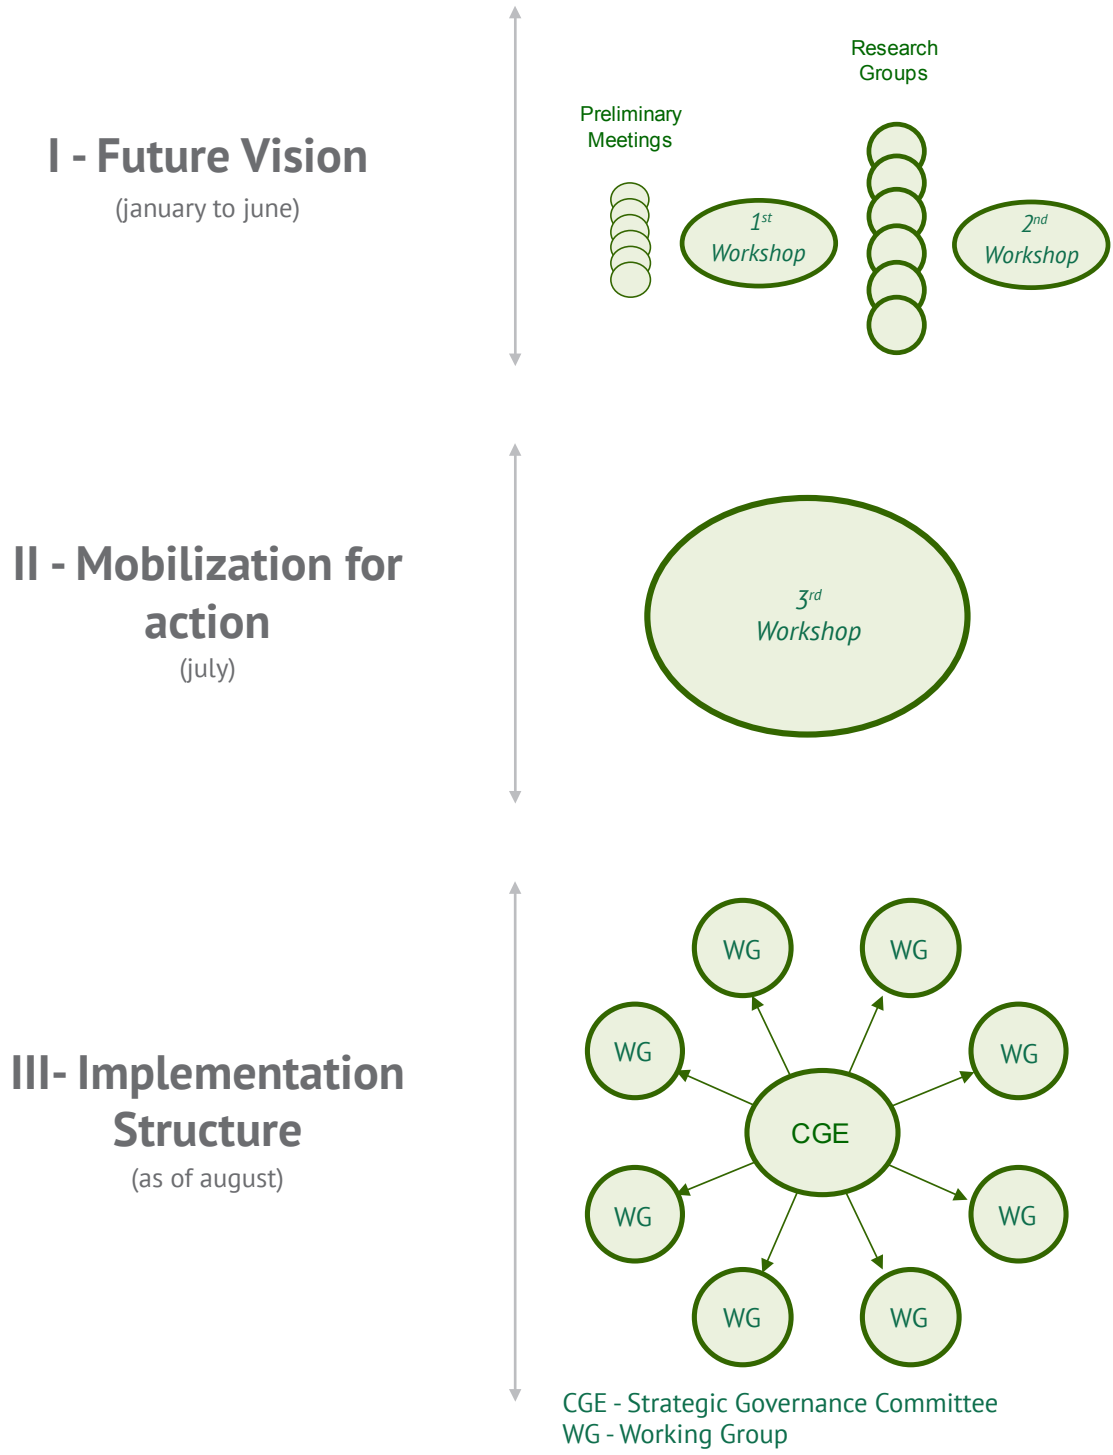 I - Future Vision
(january to june)
Preliminary
Meetings
1st
Workshop
Research
Groups
2nd
Workshop
II - Mobilization for
action
(july)
3rd
Workshop
III- Implementation
Structure
(as of august)
WG
WG
WG
WG
CGE
WG
WG
WG
WG
CGE - Strategic Governance Committee
WG - Working Group